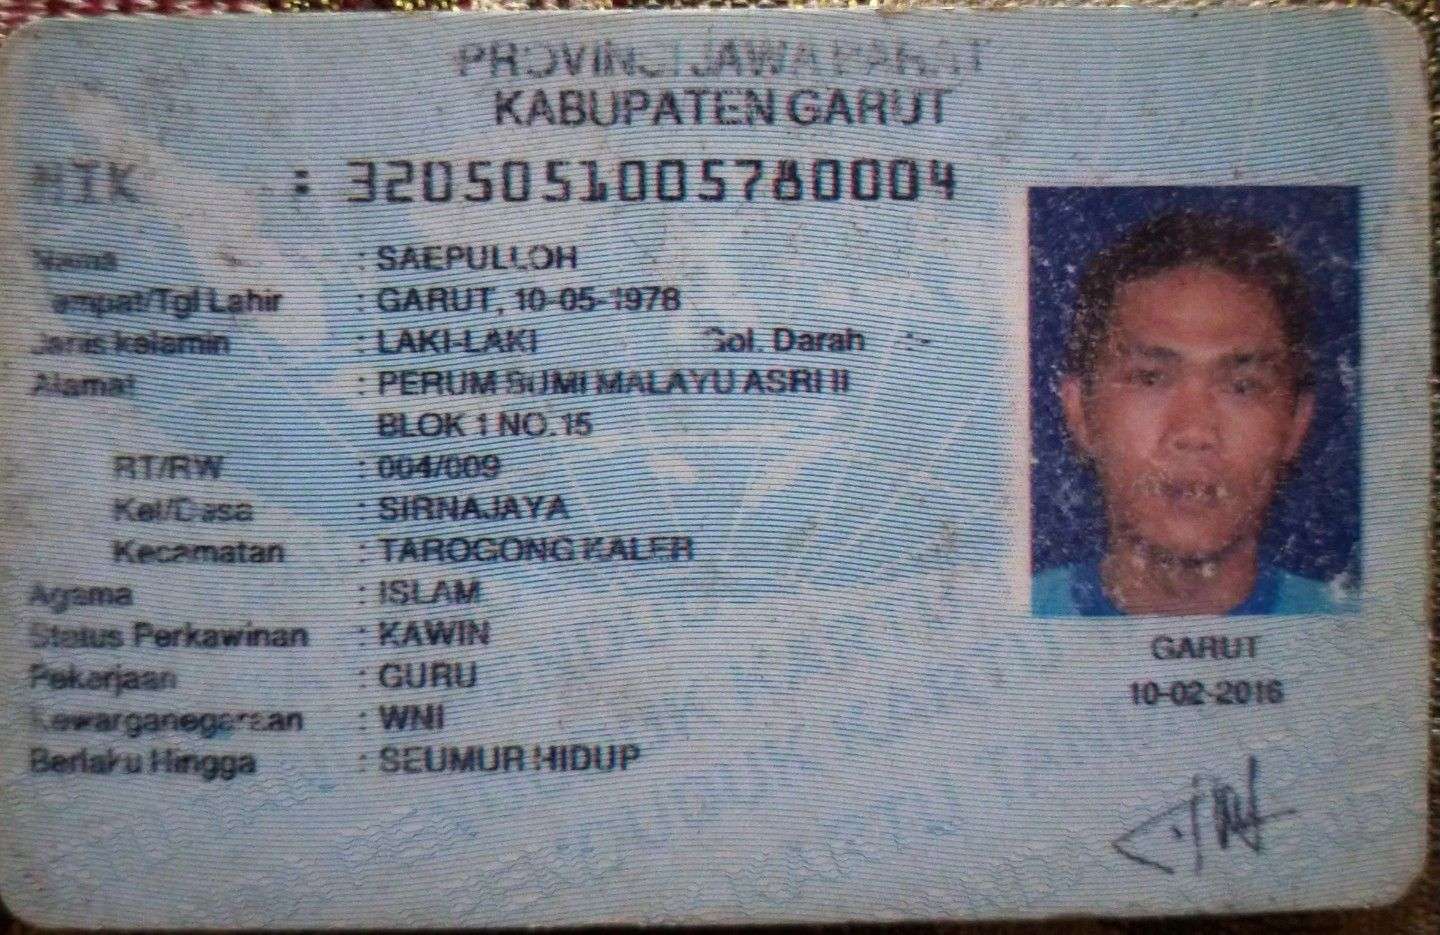 PROVINSI JAWA BARAT
KABUPATEN GARUT
NIK : 3205051005780004
Nama : SAEPULLOH
Tempat/Tgl Lahir : GARUT, 10-05-1978
Jenis kelamin : LAKI-LAKI Gol. Darah : -
Alamat : PERUM BUMI MALAYU ASRI II
BLOK 1 NO. 15
RT/RW : 004/009
Kel/Desa : SIRNAJAYA
Kecamatan : TAROGONG KALER
Agama : ISLAM
Status Perkawinan : KAWIN
Pekerjaan : GURU
Kewarganegaraan : WNI
Berlaku Hingga : SEUMUR HIDUP
GARUT
10-02-2016